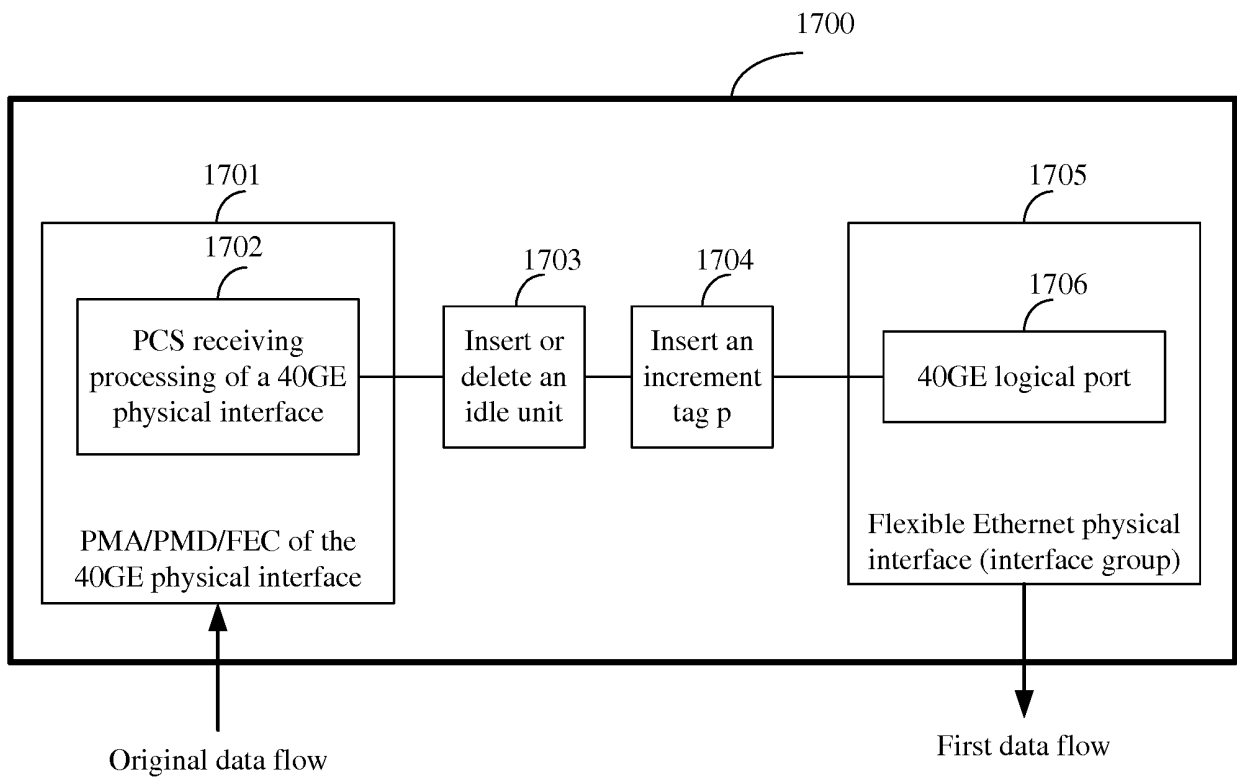 1700
1701
1702
PCS receiving
processing of a 40GE
physical interface
PMA/PMD/FEC of the
40GE physical interface
1703
Insert or
delete an
idle unit
1704
Insert an
increment
tag p
1705
1706
40GE logical port
Flexible Ethernet physical
interface (interface group)
Original data flow
First data flow